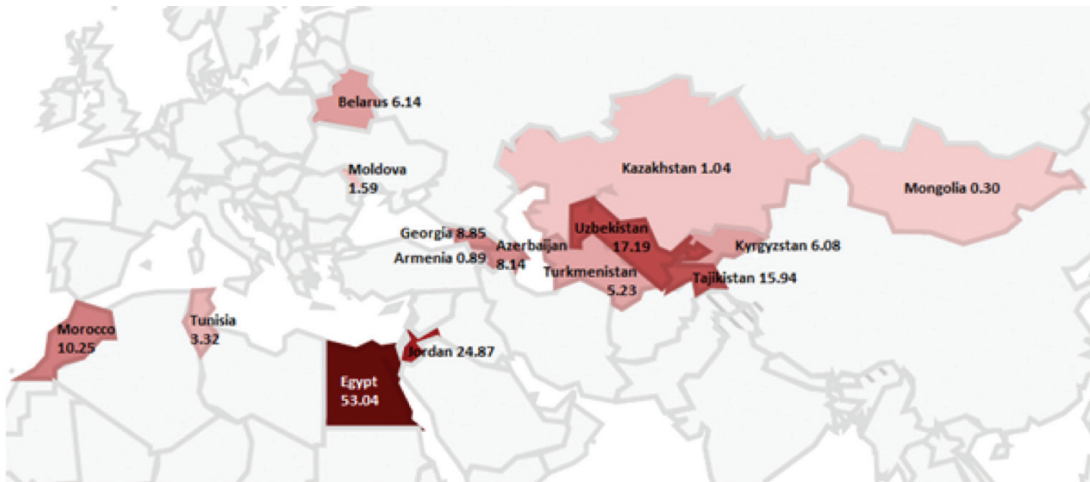 Belarus 6.14
Moldova
1.59
Kazakhstan 1.04
Mongolia 0.30
Georgia 8.85
Armenia 0.89
Azerbaijan
8.14
Uzbekistan
17.19
Kyrgyzstan 6.08
Turkmenistan
5.23
Tajikistan 15.94
Morocco
10.25
Tunisia
3.32
Jordan 24.87
Egypt
53.04